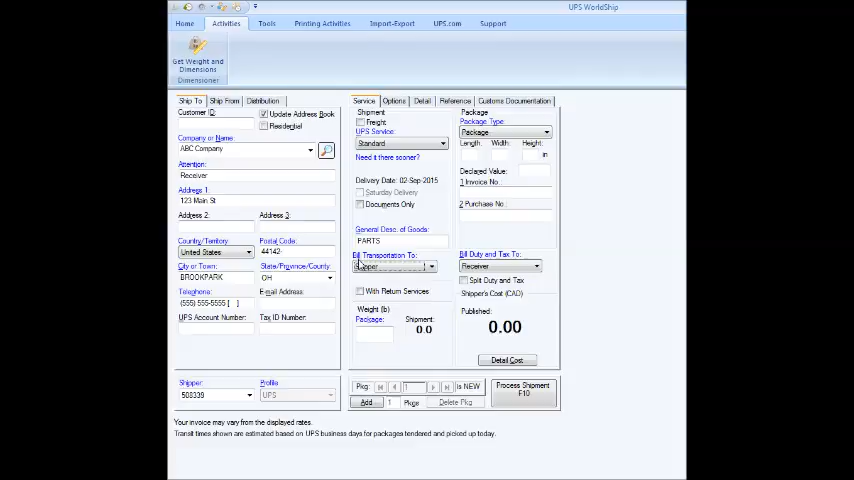 UPS WorldShip
Home Activities Tools Printing Activities Import-Export UPS.com Support
Get Weight and
Dimensions
Dimensioner
Ship To Ship From Distribution
Customer ID:
Update Address Book
Residential
Company or Name:
ABC Company
Attention:
Receiver
Address 1:
123 Main St
Address 2: Address 3:
Country/Territory Postal Code:
United States 44142-
City or Town: State/Province/County:
BROOKPARK OH
Telephone: E-mail Address:
(555) 555-5555 [ ]
UPS Account Number: Tax ID Number:
Shipper: Profile
508339 UPS
Service Options Detail Reference Customs Documentation
Shipment
Freight
UPS Service:
Standard
Need it there sooner?
Delivery Date: 02-Sep-2015
Saturday Delivery
Documents Only
General Desc. of Goods:
PARTS
Bill Transportation To:
Shipper
With Return Services
Weight (lb)
Package: Shipment:
0.0
Package
Package Type:
Package
Length: Width: Height:
in
Declared Value:
1 Invoice No.:
2 Purchase No.:
Bill Duty and Tax To:
Receiver
Split Duty and Tax
Shipper's Cost (CAD)
Published:
0.00
Detail Cost
Pkg: 1 is NEW
Add 1 Pkgs Delete Pkg
Process Shipment
F10
Your invoice may vary from the displayed rates.
Transit times shown are estimated based on UPS business days for packages tendered and picked up today.